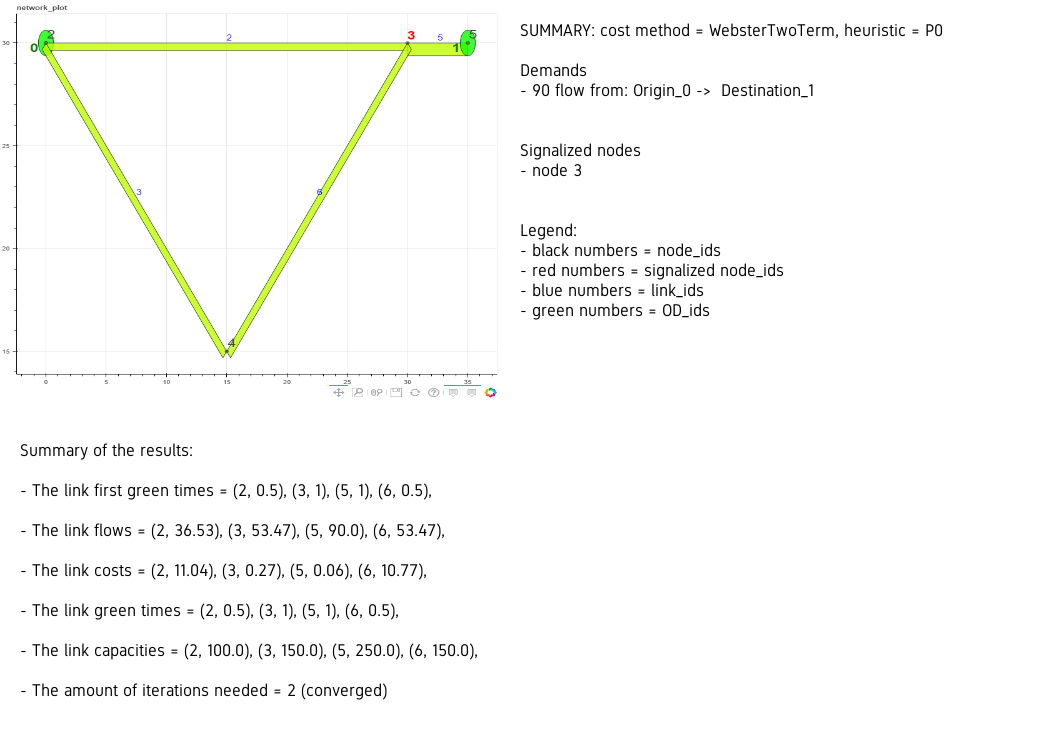 network_plot
2
0
2
3
5
1
5
30
25
20
15
3
6
4
0
5
10
15
20
25
30
35
SUMMARY: cost method = WebsterTwoTerm, heuristic = P0
Demands
- 90 flow from: Origin_0 -> Destination_1
Signalized nodes
- node 3
Legend:
- black numbers = node_ids
- red numbers = signalized node_ids
- blue numbers = link_ids
- green numbers = OD_ids
Summary of the results:
- The link first green times = (2, 0.5), (3, 1), (5, 1), (6, 0.5),
- The link flows = (2, 36.53), (3, 53.47), (5, 90.0), (6, 53.47),
- The link costs = (2, 11.04), (3, 0.27), (5, 0.06), (6, 10.77),
- The link green times = (2, 0.5), (3, 1), (5, 1), (6, 0.5),
- The link capacities = (2, 100.0), (3, 150.0), (5, 250.0), (6, 150.0),
- The amount of iterations needed = 2 (converged)